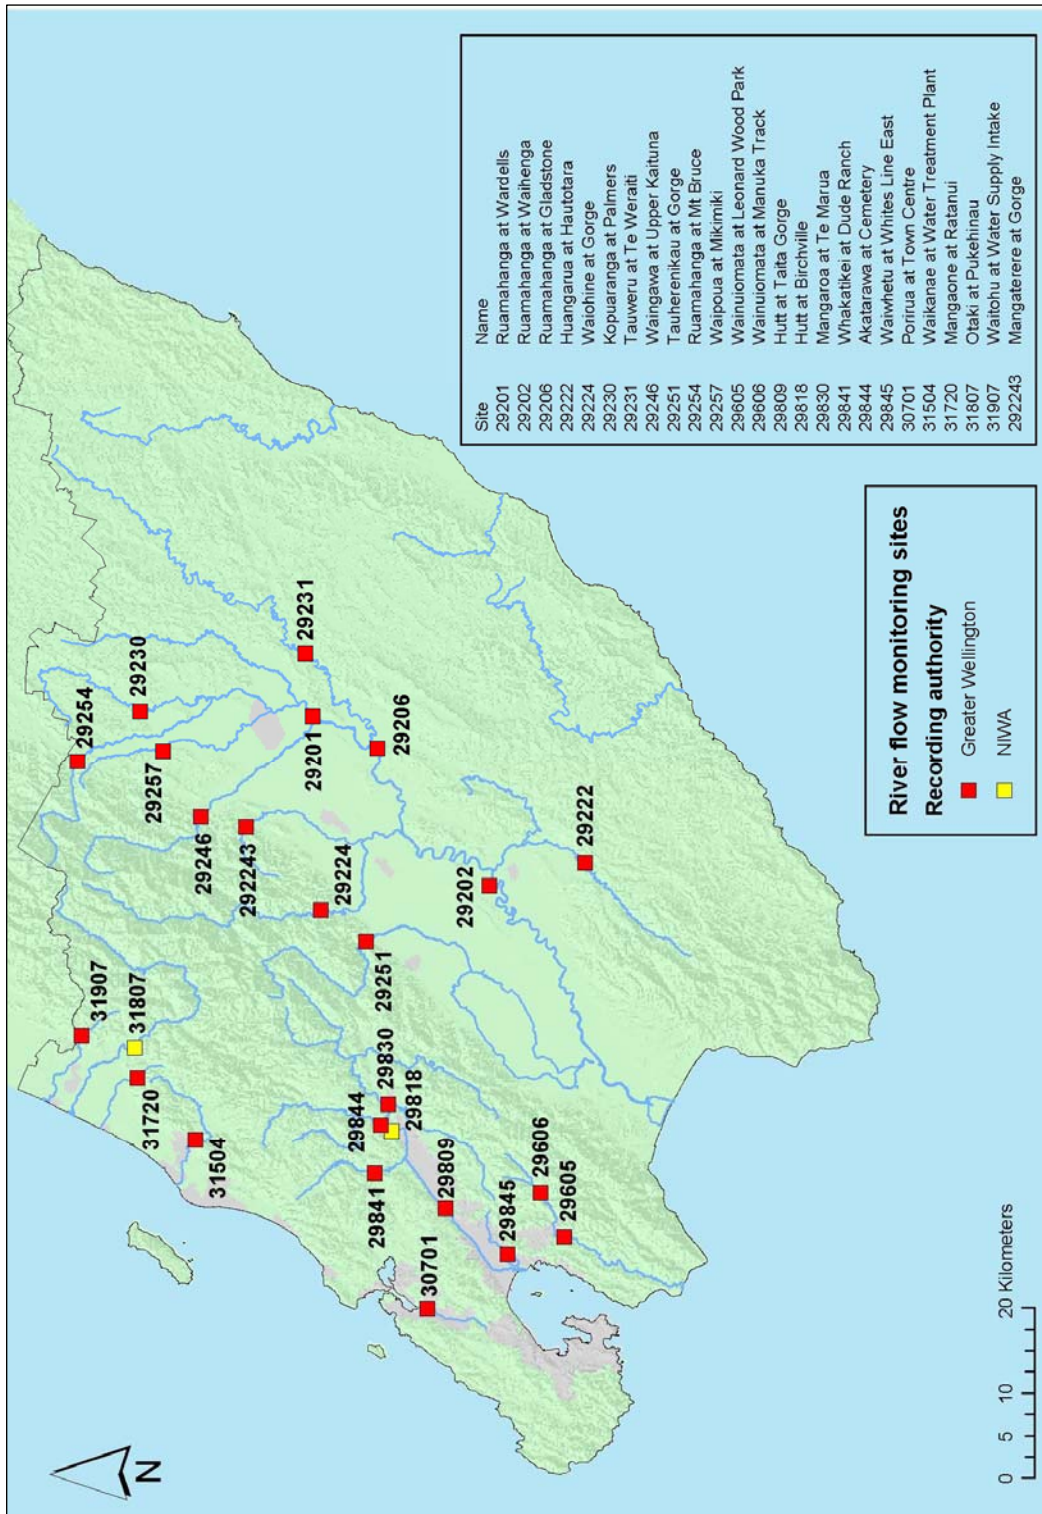 29254
29230
31907
31807
29257
29231
29246
292243
29201
31720
29224
29206
31504
29251
29830
29844
29818
29841
29202
29222
29809
29606
29845
29605
30701
N
0 5 10 20 Kilometers
River flow monitoring sites
Recording authority
Greater Wellington
NIWA
Site Name
29201 Ruamahanga at Wardells
29202 Ruamahanga at Waihenga
29206 Ruamahanga at Gladstone
29222 Huangarua at Hautotara
29224 Waiohine at Gorge
29230 Kopuaranga at Palmers
29231 Tauweru at Te Weraiti
29246 Waingawa at Upper Kaituna
29251 Tauherenikau at Gorge
29254 Ruamahanga at Mt Bruce
29257 Waipoua at Mikimiki
29605 Wainuiomata at Leonard Wood Park
29606 Wainuiomata at Manuka Track
29809 Hutt at Taita Gorge
29818 Hutt at Birchville
29830 Mangaroa at Te Marua
29841 Whakatikei at Dude Ranch
29844 Akatarawa at Cemetery
29845 Waiwhetu at Whites Line East
30701 Porirua at Town Centre
31504 Waikanae at Water Treatment Plant
31720 Mangaone at Ratanui
31807 Otaki at Pukehinau
31907 Waitohu at Water Supply Intake
292243 Mangaterere at Gorge